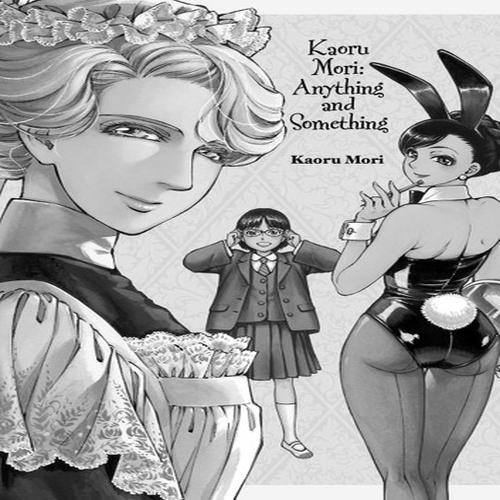 Kaoru
Mori:
Anything
and
Something
Kaoru Mori